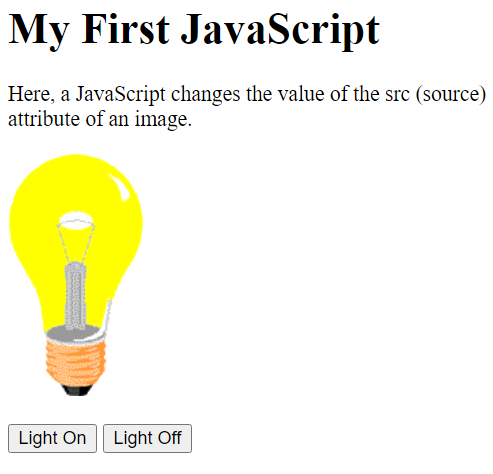 My First JavaScript
Here, a JavaScript changes the value of the src (source)
attribute of an image.
Light On Light Off